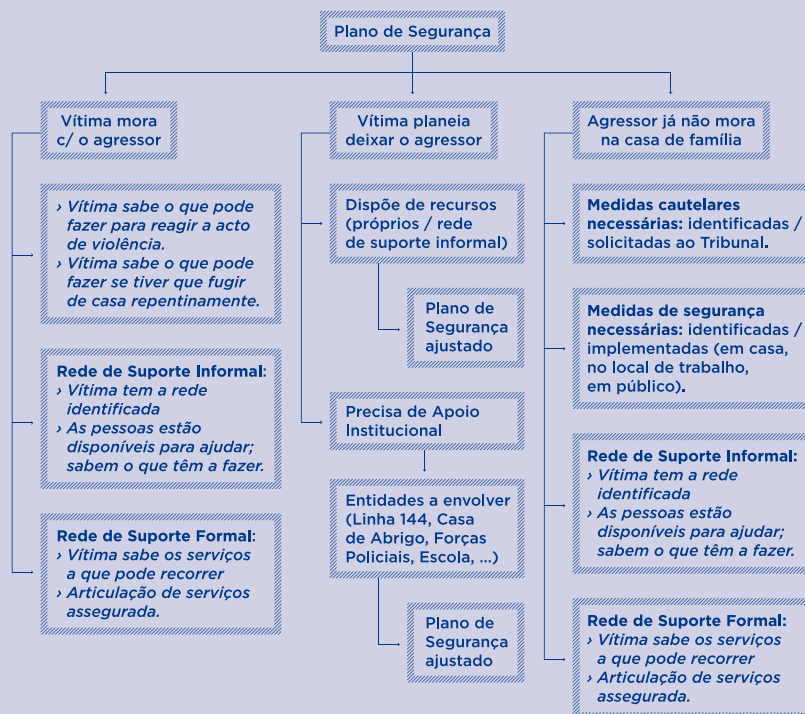 Plano de Segurança
Vítima mora
c/ o agressor
› Vítima sabe o que pode
fazer para reagir a acto
de violência.
› Vítima sabe o que pode
fazer se tiver que fugir
de casa repentinamente.
Rede de Suporte Informal:
› Vítima tem a rede
identificada
› As pessoas estão
disponíveis para ajudar;
sabem o que têm a fazer.
Rede de Suporte Formal:
› Vítima sabe os serviços
a que pode recorrer
› Articulação de serviços
assegurada.
Vítima planeia
deixar o agressor
Dispõe de recursos
(próprios / rede
de suporte informal)
Plano de
Segurança
ajustado
Precisa de Apoio
Institucional
Entidades a envolver
(Linha 144, Casa
de Abrigo, Forças
Policiais, Escola, ...)
Plano de
Segurança
ajustado
Agressor já não mora
na casa de família
Medidas cautelares
necessárias: identificadas /
solicitadas ao Tribunal.
Medidas de segurança
necessárias: identificadas /
implementadas (em casa,
no local de trabalho,
em público).
Rede de Suporte Informal:
› Vítima tem a rede
identificada
› As pessoas estão
disponíveis para ajudar;
sabem o que têm a fazer.
Rede de Suporte Formal:
› Vítima sabe os serviços
a que pode recorrer
› Articulação de serviços
assegurada.